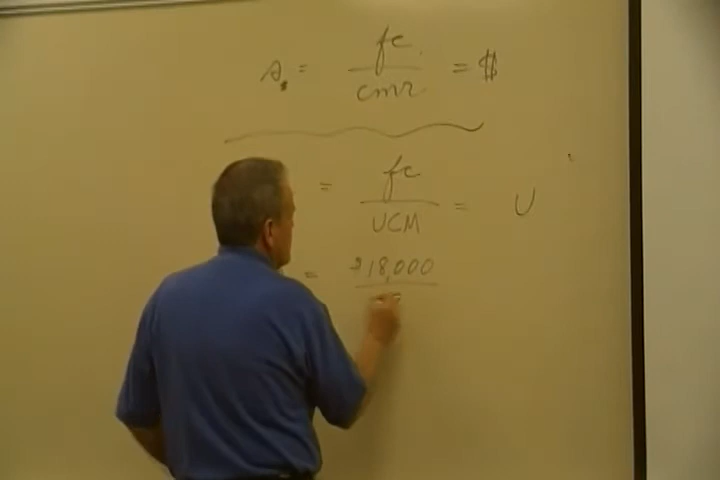 s. = fc / cmr = $
= fc / UCM = U
= $18,000